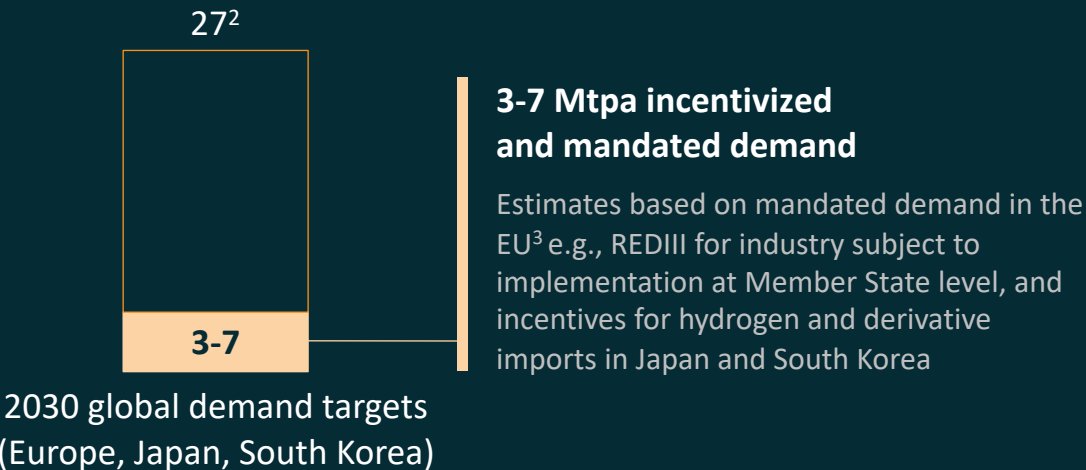 27²
3-7 Mtpa incentivized
and mandated demand
Estimates based on mandated demand in the
EU³ e.g., REDIII for industry subject to
implementation at Member State level, and
incentives for hydrogen and derivative
imports in Japan and South Korea
3-7
2030 global demand targets
(Europe, Japan, South Korea)